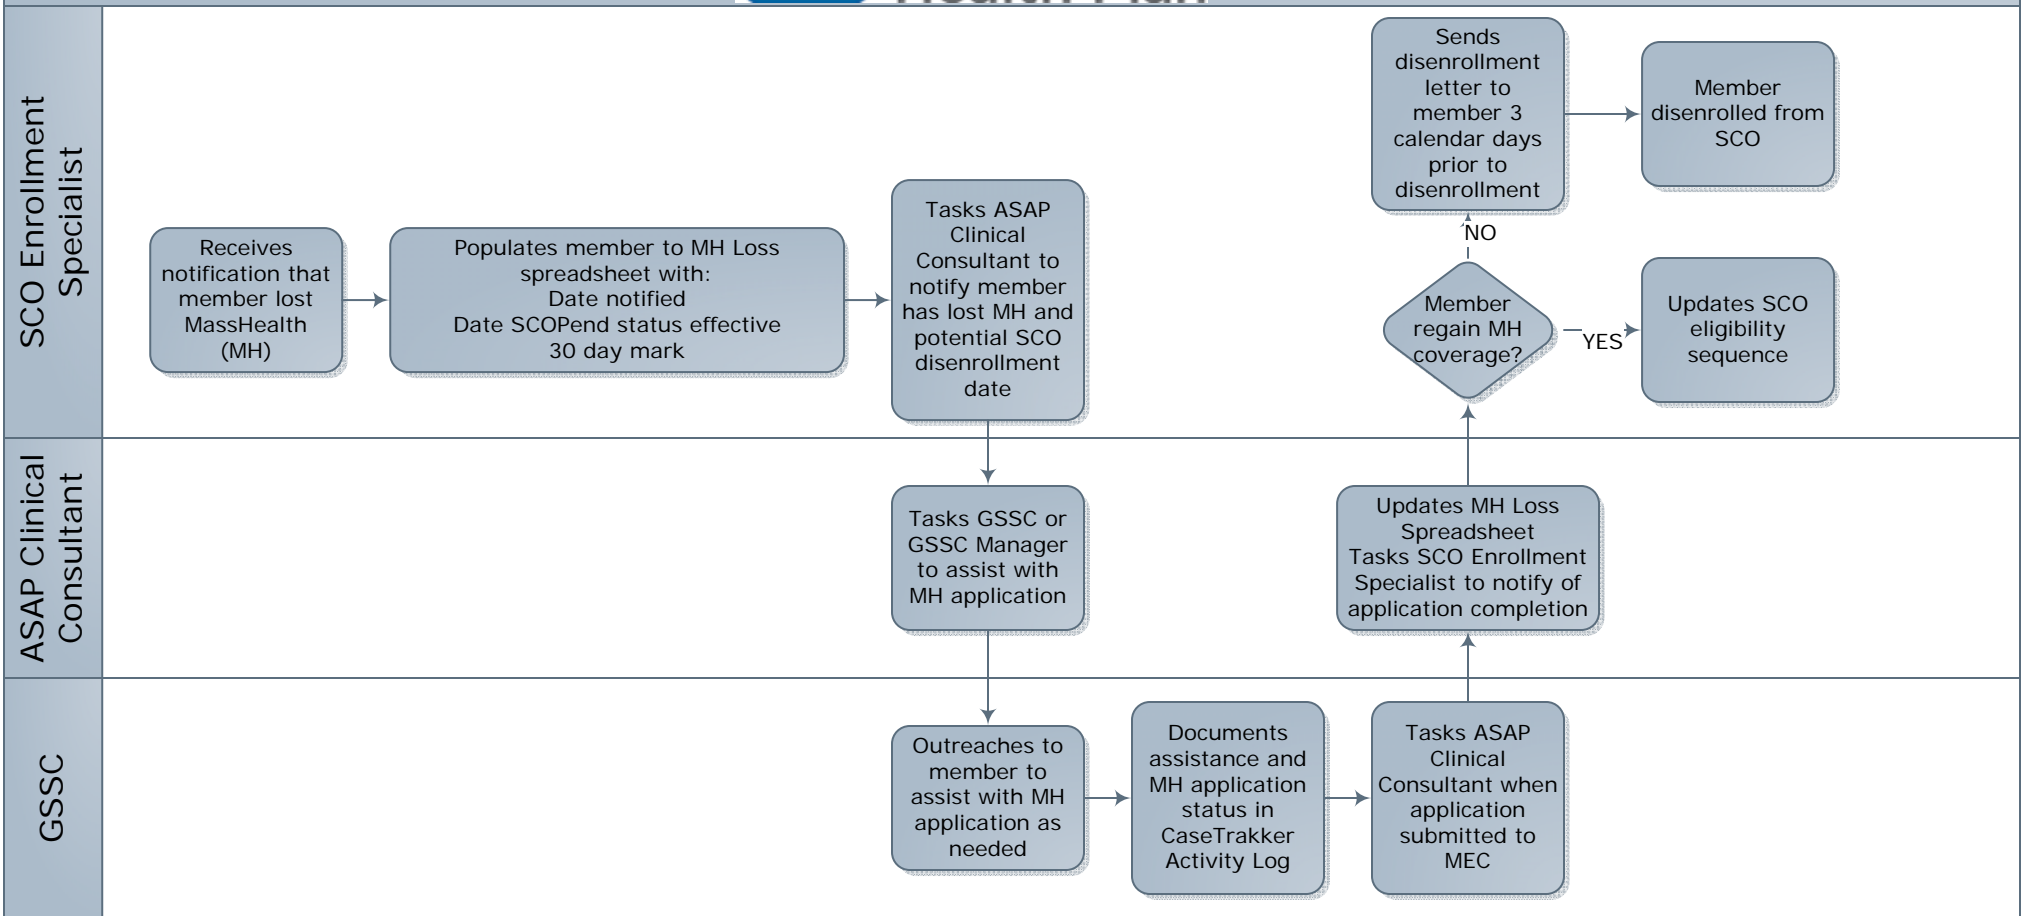 SCO Enrollment
Specialist
Receives
notification that
member lost
MassHealth
(MH)
Populates member to MH Loss
spreadsheet with:
Date notified
Date SCOPend status effective
30 day mark
Tasks ASAP
Clinical
Consultant to
notify member
has lost MH and
potential SCO
disenrollment
date
Sends
disenrollment
letter to
member 3
calendar days
prior to
disenrollment
Member
disenrolled from
SCO
NO
Member
regain MH
coverage?
YES
Updates SCO
eligibility
sequence
ASAP Clinical
Consultant
Tasks GSSC or
GSSC Manager
to assist with
MH application
Updates MH Loss
Spreadsheet
Tasks SCO Enrollment
Specialist to notify of
application completion
GSSC
Outreaches to
member to
assist with MH
application as
needed
Documents
assistance and
MH application
status in
CaseTrakker
Activity Log
Tasks ASAP
Clinical
Consultant when
application
submitted to
MEC